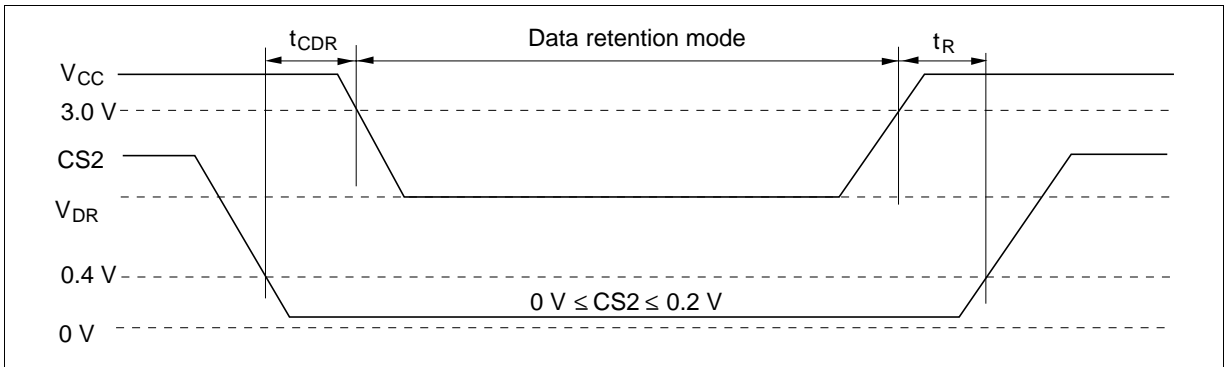 tCDR Data retention mode tR
VCC
3.0 V
CS2
VDR
0.4 V
0 V ≤ CS2 ≤ 0.2 V
0 V